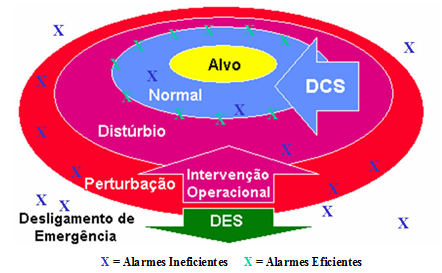 Alvo
Normal
DCS
Distúrbio
Perturbação
Intervenção
Operacional
DES
Desligamento de
Emergência
X = Alarmes Ineficientes X = Alarmes Eficientes